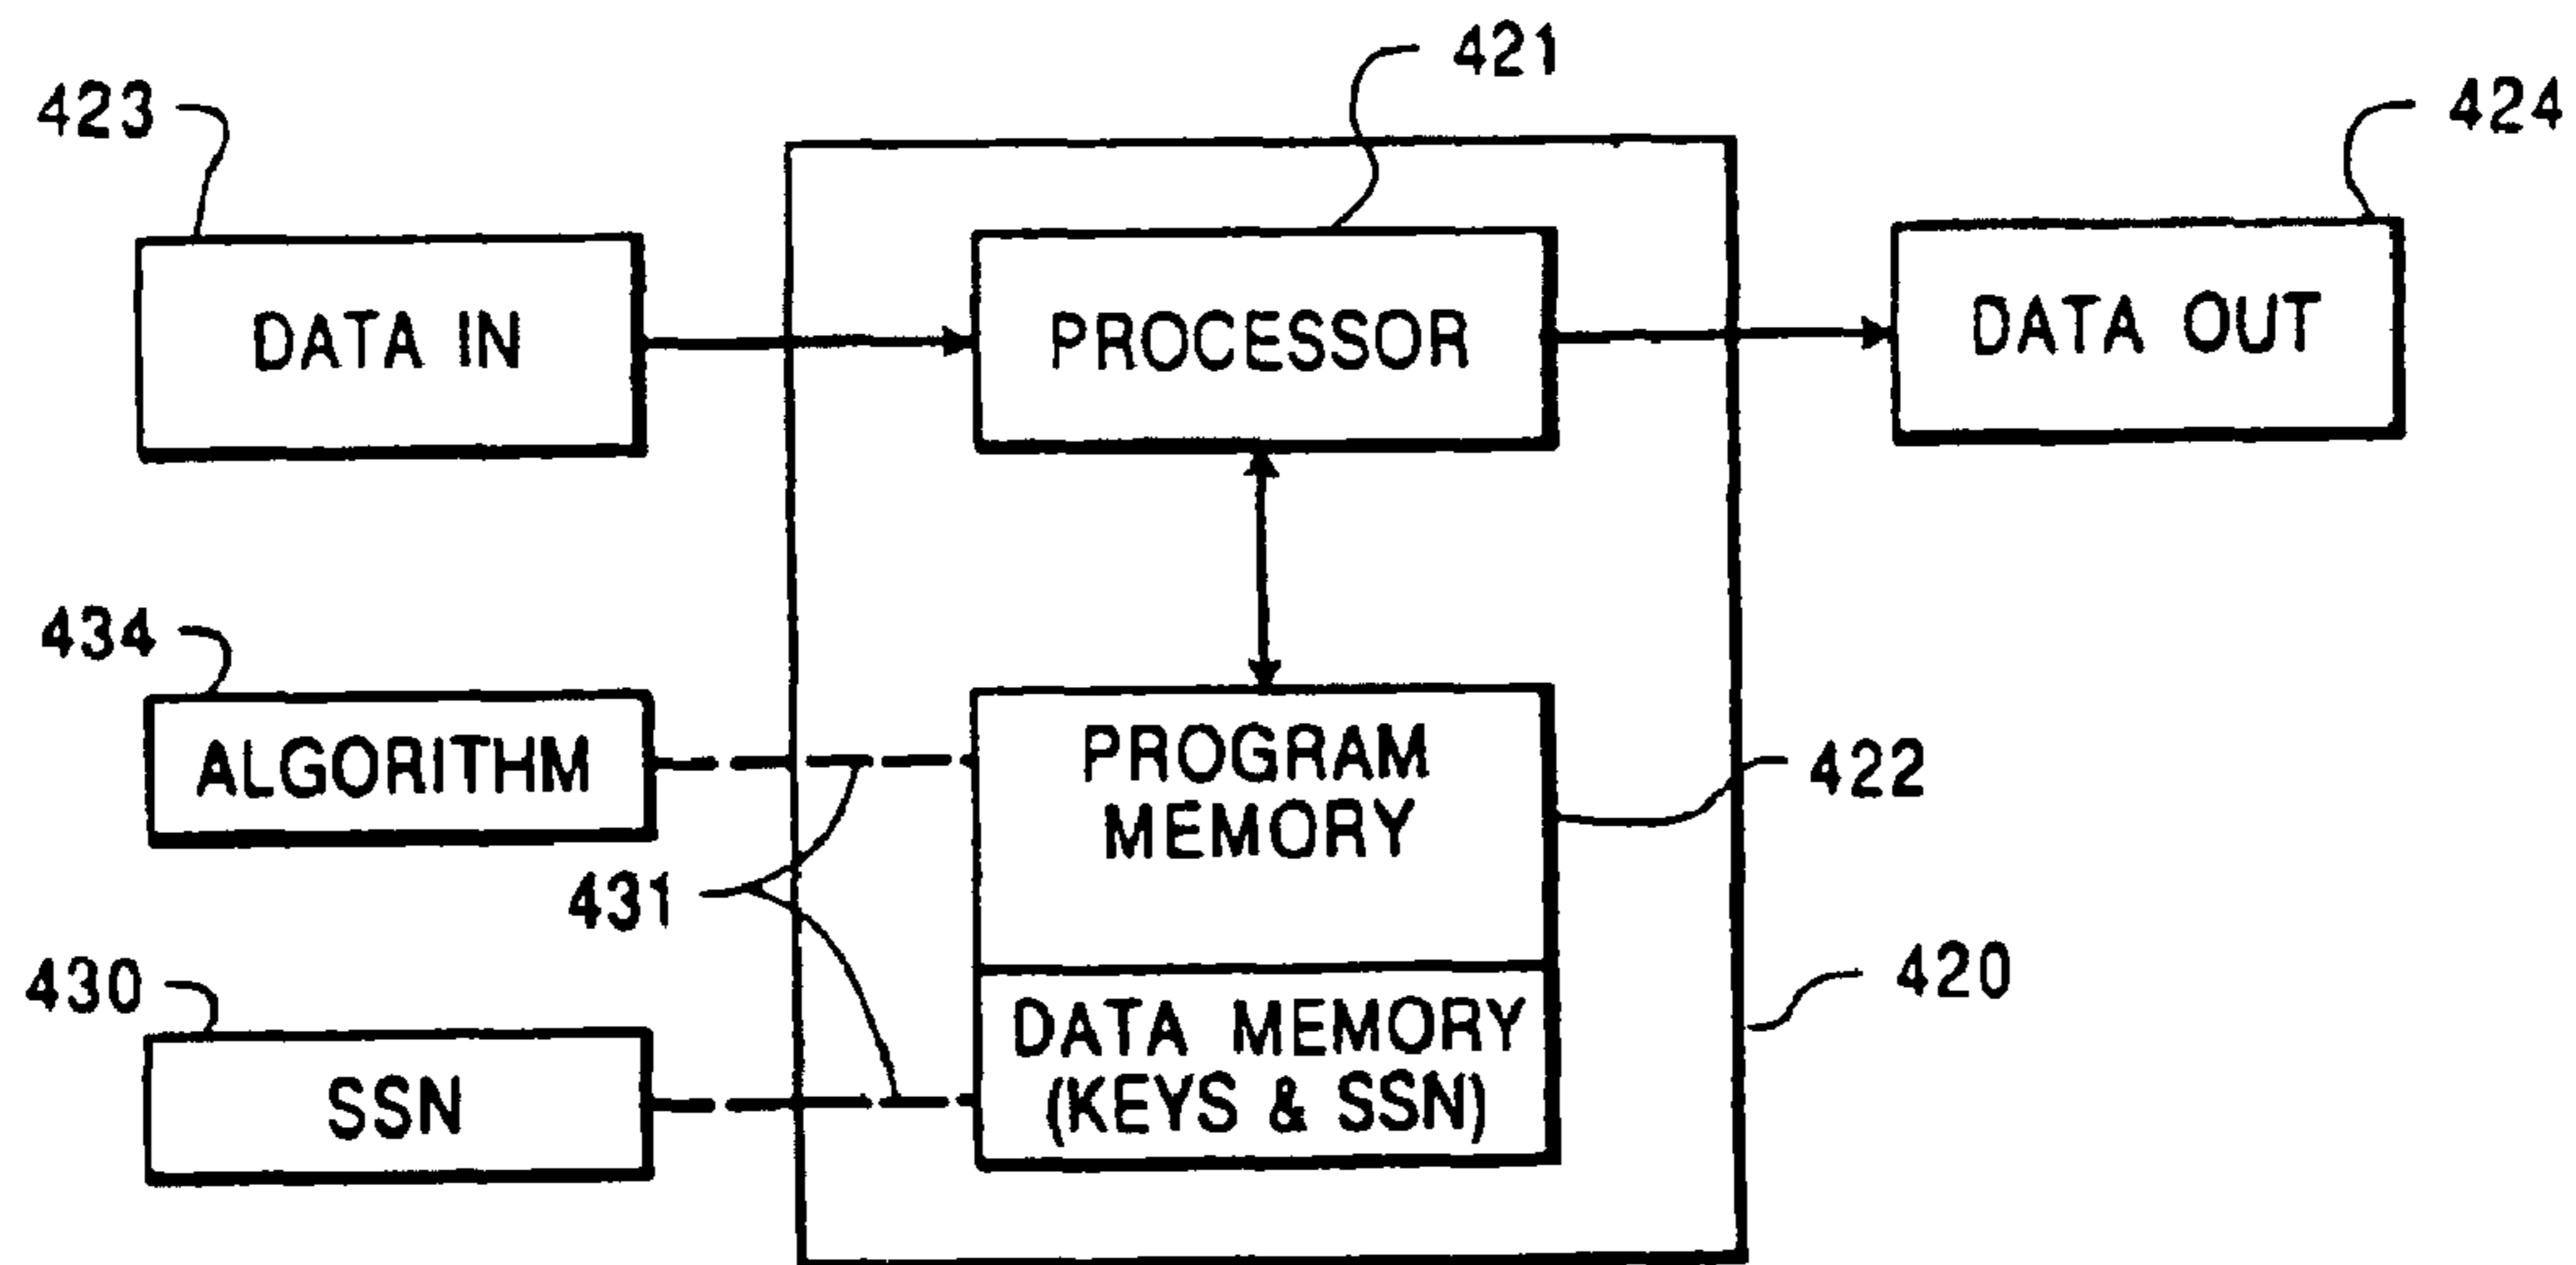 421
423
424
DATA IN
PROCESSOR
DATA OUT
434
ALGORITHM
PROGRAM
MEMORY
422
431
430
420
SSN
DATA MEMORY
(KEYS & SSN)